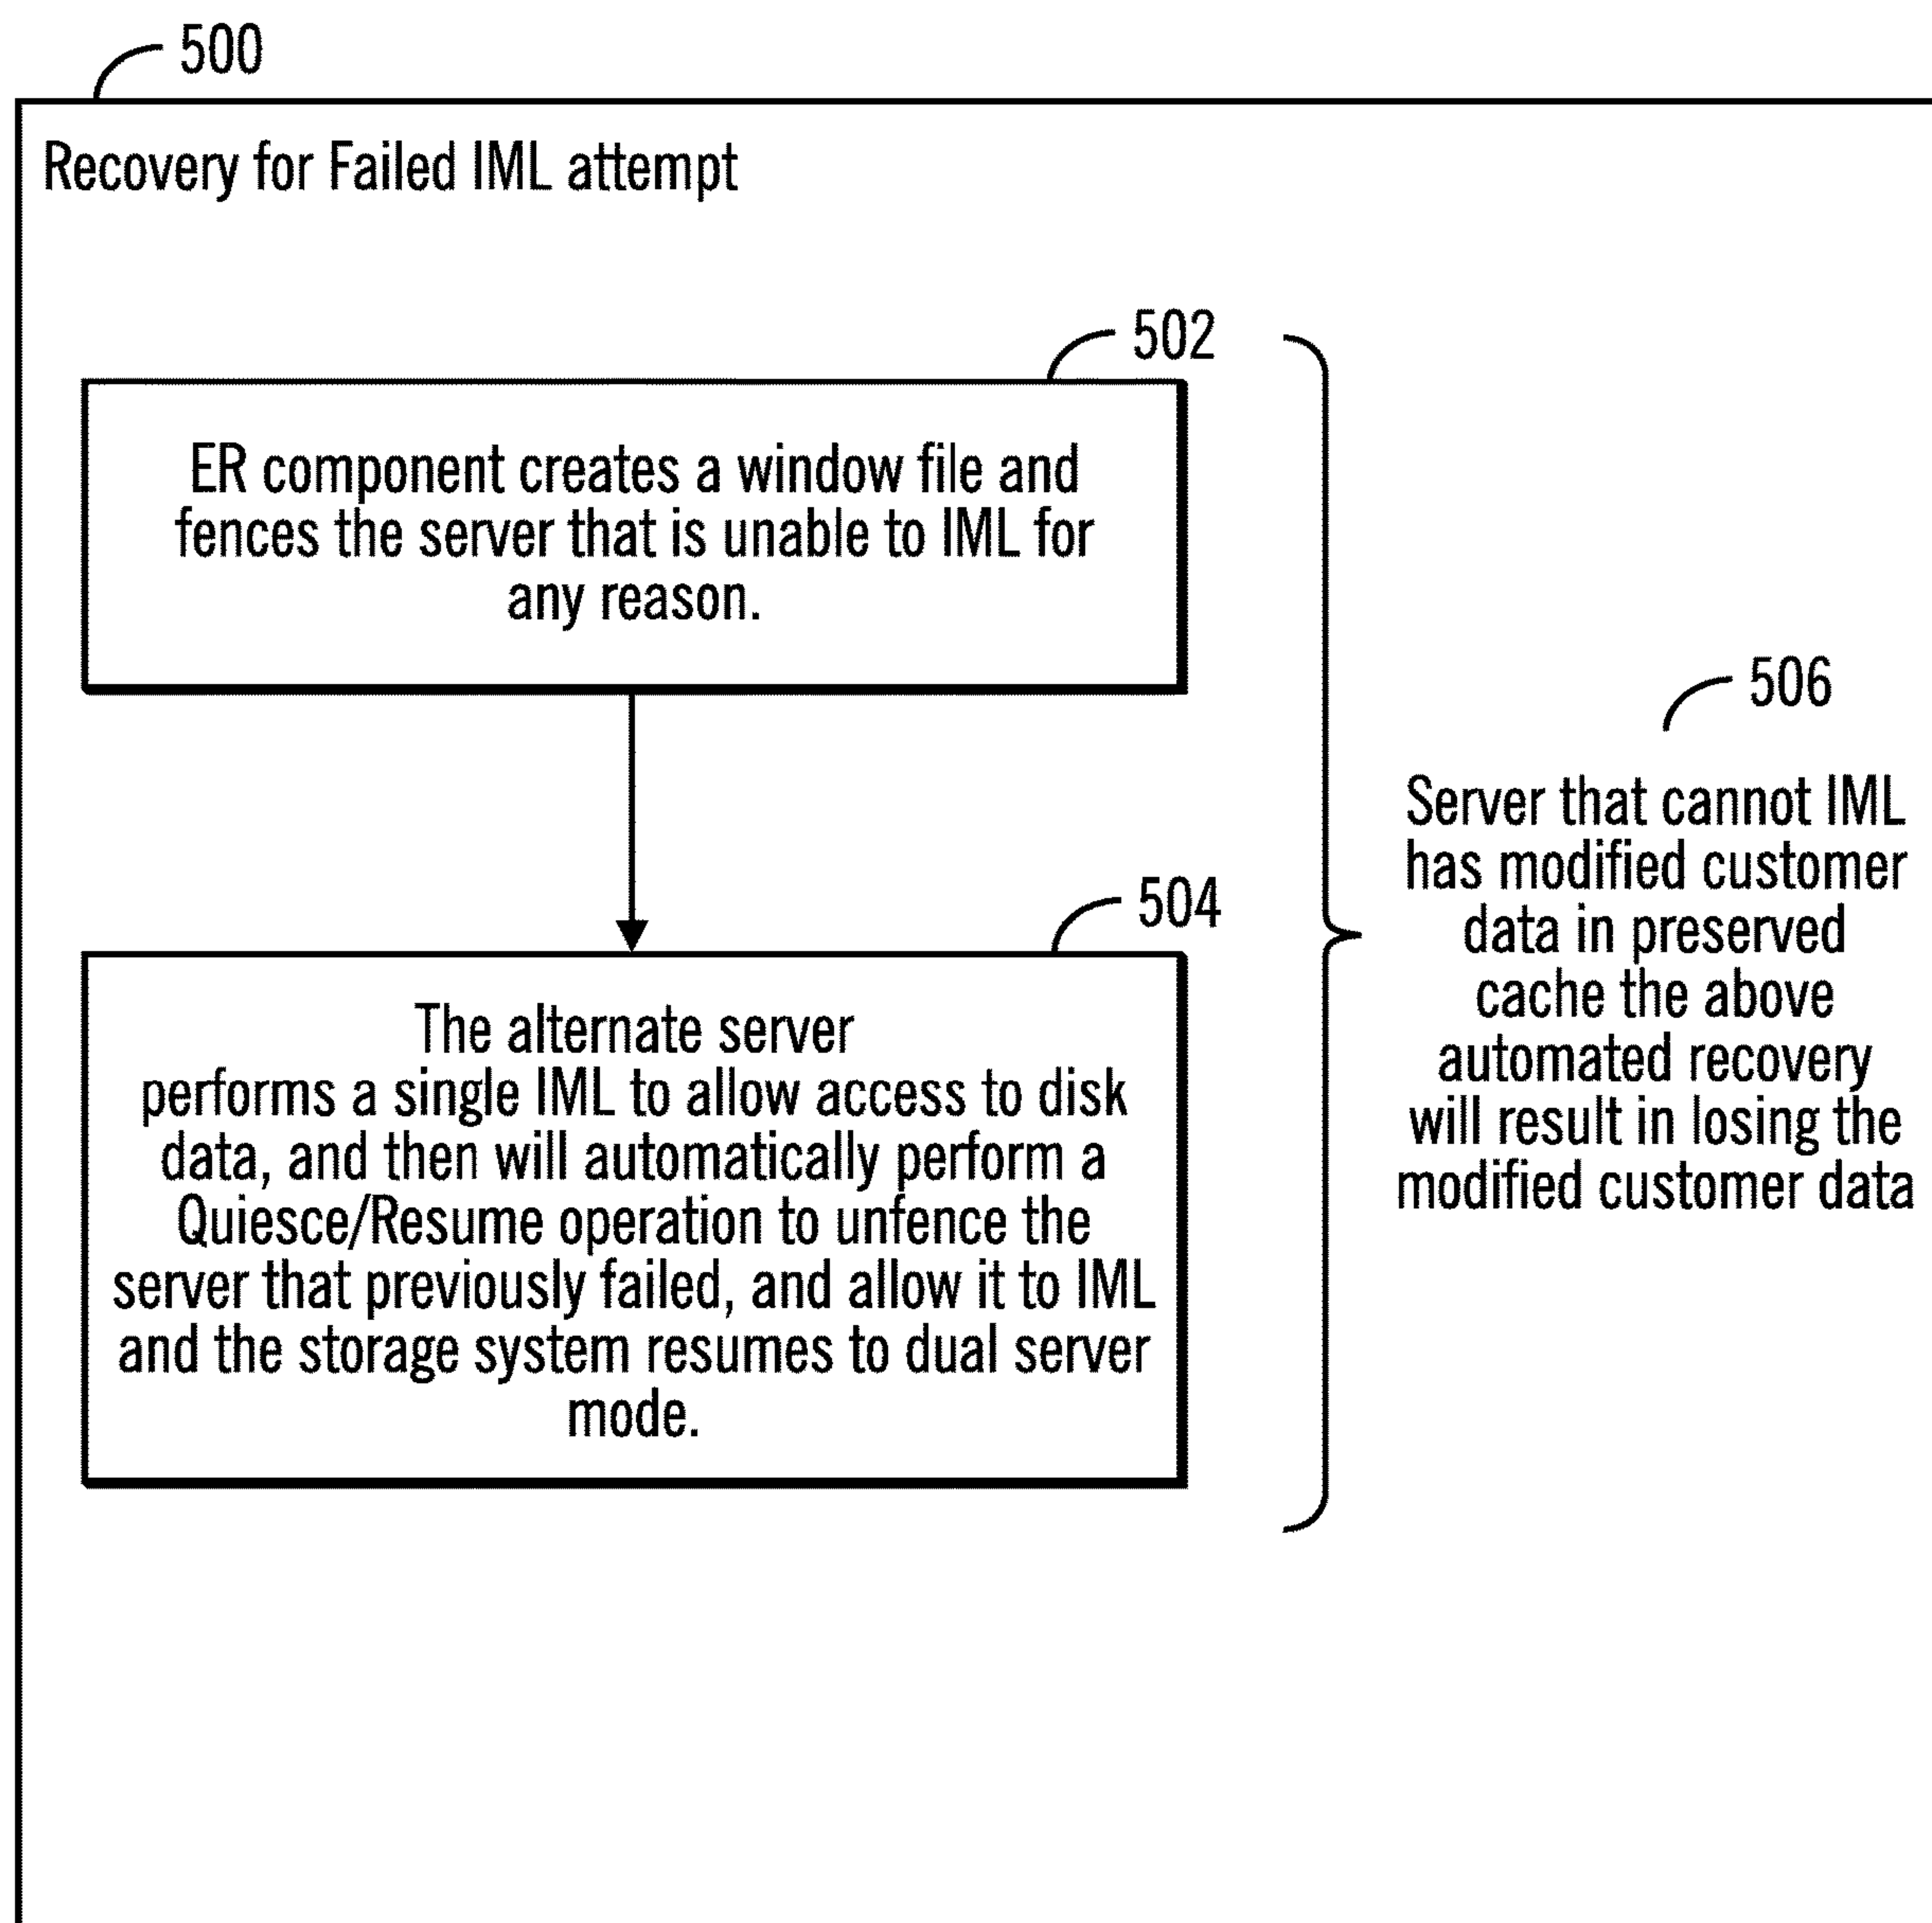 500
Recovery for Failed IML attempt
502
ER component creates a window file and
fences the server that is unable to IML for
any reason.
504
The alternate server
performs a single IML to allow access to disk
data, and then will automatically perform a
Quiesce/Resume operation to unfence the
server that previously failed, and allow it to IML
and the storage system resumes to dual server
mode.
506
Server that cannot IML
has modified customer
data in preserved
cache the above
automated recovery
will result in losing the
modified customer data